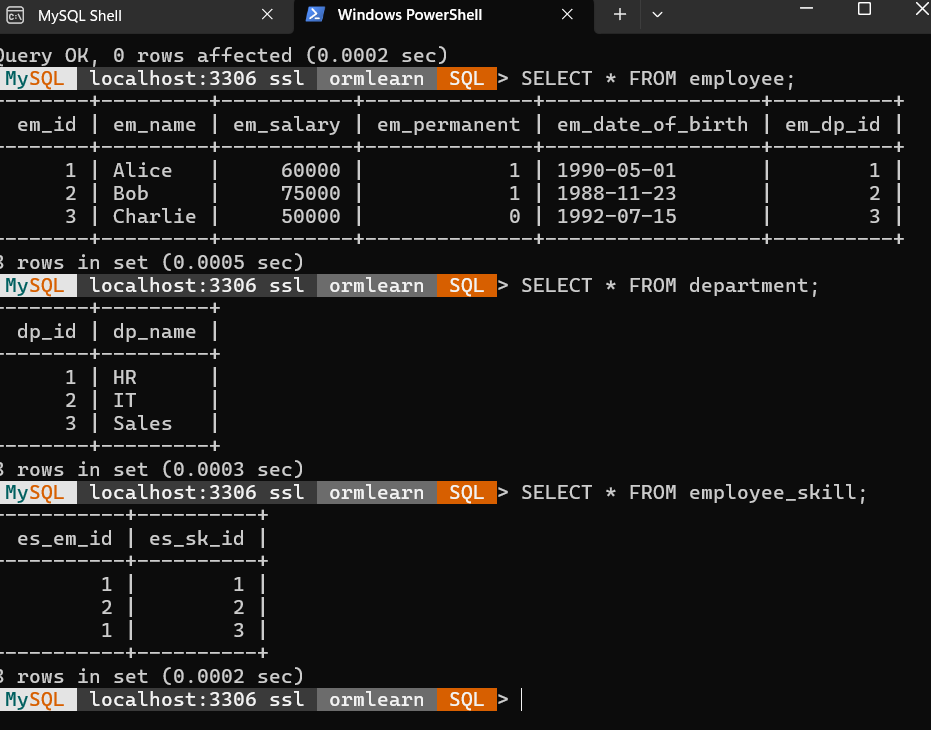 MySQL Shell
Windows PowerShell
Query OK, 0 rows affected (0.0002 sec)
MySQL localhost:3306 ssl ormlearn SQL > SELECT * FROM employee;
--------+---------+-----------+--------------+------------------+----------+
em_id | em_name | em_salary | em_permanent | em_date_of_birth | em_dp_id |
--------+---------+-----------+--------------+------------------+----------+
1 | Alice | 60000 | 1 | 1990-05-01 | 1 |
2 | Bob | 75000 | 1 | 1988-11-23 | 2 |
3 | Charlie | 50000 | 0 | 1992-07-15 | 3 |
--------+---------+-----------+--------------+------------------+----------+
3 rows in set (0.0005 sec)
MySQL localhost:3306 ssl ormlearn SQL > SELECT * FROM department;
--------+---------+
dp_id | dp_name |
--------+---------+
1 | HR |
2 | IT |
3 | Sales |
--------+---------+
3 rows in set (0.0003 sec)
MySQL localhost:3306 ssl ormlearn SQL > SELECT * FROM employee_skill;
-----------+----------+
es_em_id | es_sk_id |
-----------+----------+
1 | 1 |
2 | 2 |
1 | 3 |
-----------+----------+
3 rows in set (0.0002 sec)
MySQL localhost:3306 ssl ormlearn SQL >